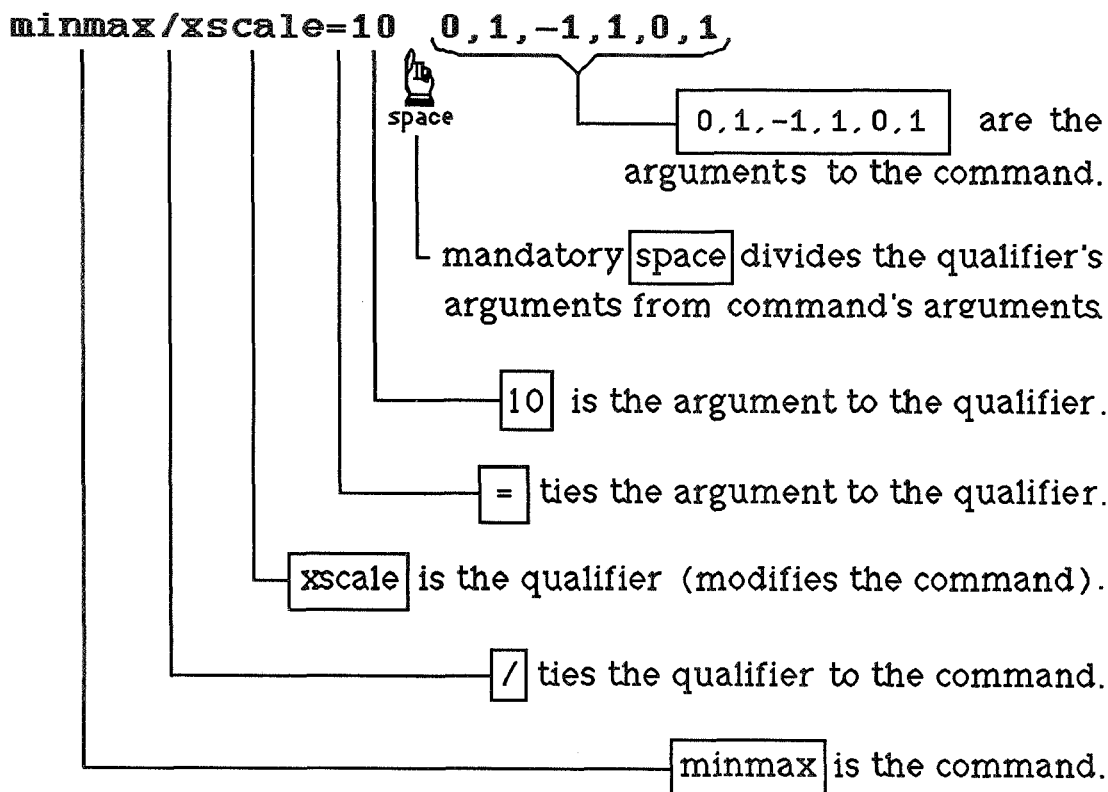 minmax/xscale=10 0,1,-1,1,0,1,
space
0,1,-1,1,0,1 are the
arguments to the command.
mandatory space divides the qualifier's
arguments from command's arguments
10 is the argument to the qualifier.
= ties the argument to the qualifier.
xscale is the qualifier (modifies the command).
/ ties the qualifier to the command.
minmax is the command.